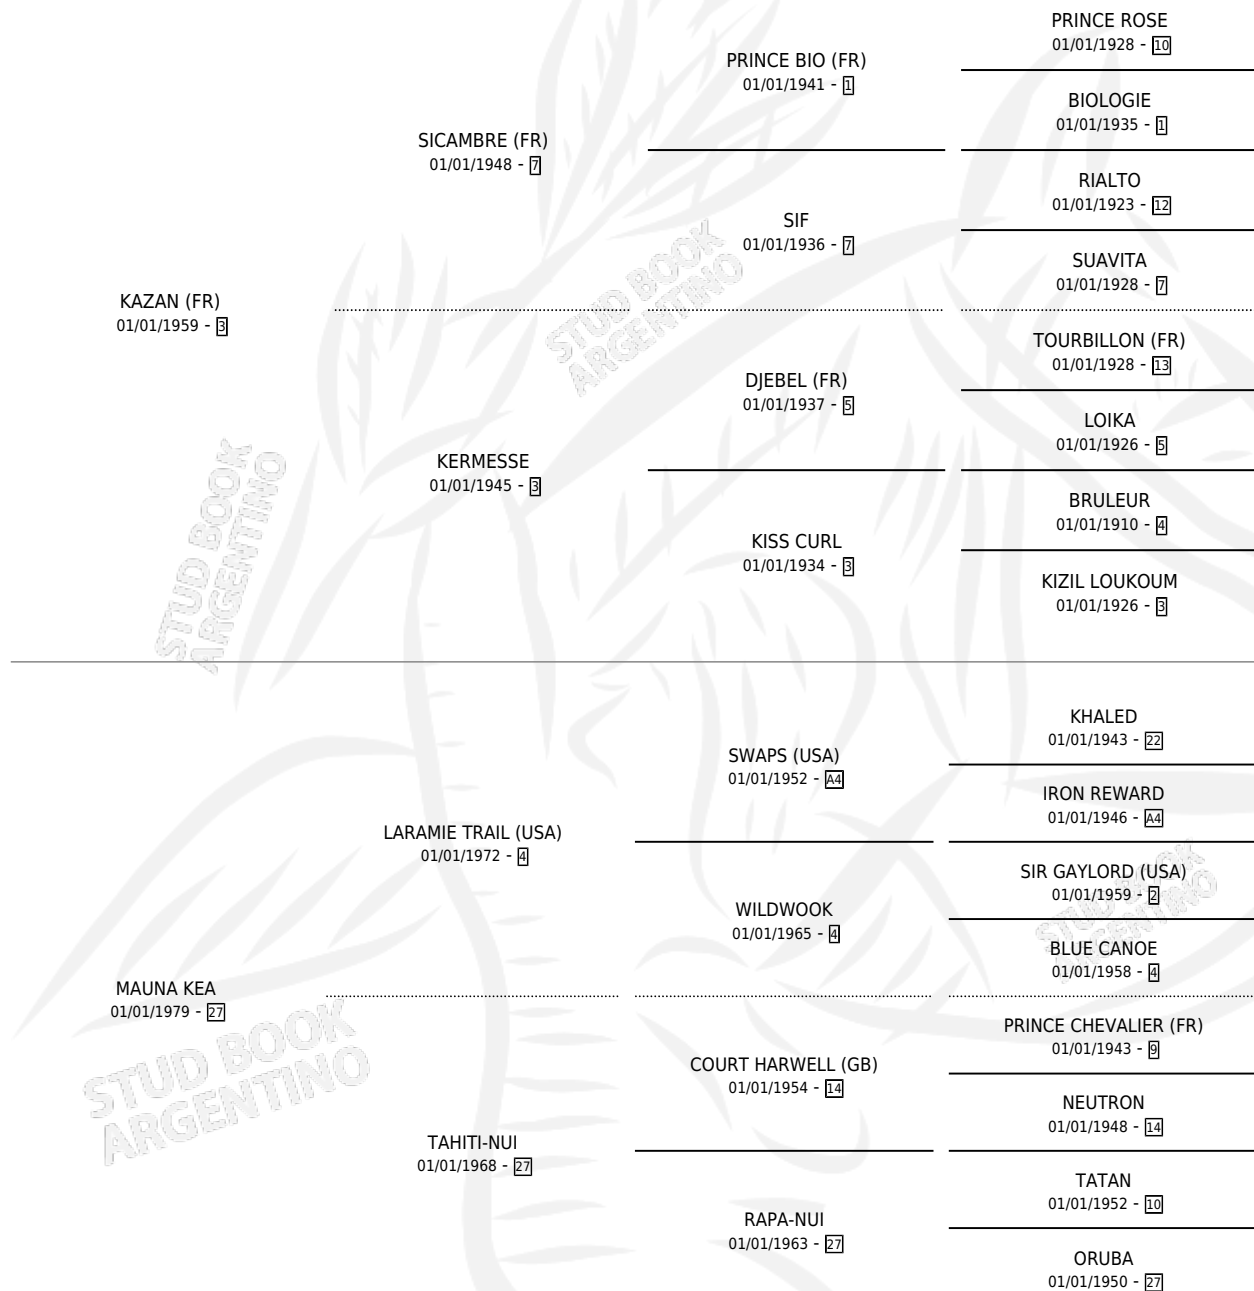 PRINCE ROSE
01/01/1928 - 10
PRINCE BIO (FR)
01/01/1941 - 1
BIOLOGIE
01/01/1935 - 1
SICAMBRE (FR)
01/01/1948 - 7
RIALTO
01/01/1923 - 12
SIF
01/01/1936 - 7
SUAVITA
01/01/1928 - 7
KAZAN (FR)
01/01/1959 - 3
STUD BOOK
ARGENTINO
TOURBILLON (FR)
01/01/1928 - 13
DJEBEL (FR)
01/01/1937 - 5
LOIKA
01/01/1926 - 5
KERMESSE
01/01/1945 - 3
BRULEUR
01/01/1910 - 4
KISS CURL
01/01/1934 - 3
KIZIL LOUKOUM
01/01/1926 - 3
STUD BOOK
ARGENTINO
KHALED
01/01/1943 - 22
SWAPS (USA)
01/01/1952 - A4
IRON REWARD
01/01/1946 - A4
LARAMIE TRAIL (USA)
01/01/1972 - 4
SIR GAYLORD (USA)
01/01/1959 - 2
WILDWOOK
01/01/1965 - 4
BLUE CANOE
01/01/1958 - 4
STUD BOOK
ARGENTINO
MAUNA KEA
01/01/1979 - 27
PRINCE CHEVALIER (FR)
01/01/1943 - 9
COURT HARWELL (GB)
01/01/1954 - 14
NEUTRON
01/01/1948 - 14
STUD BOOK
ARGENTINO
TAHITI-NUI
01/01/1968 - 27
TATAN
01/01/1952 - 10
RAPA-NUI
01/01/1963 - 27
ORUBA
01/01/1950 - 27